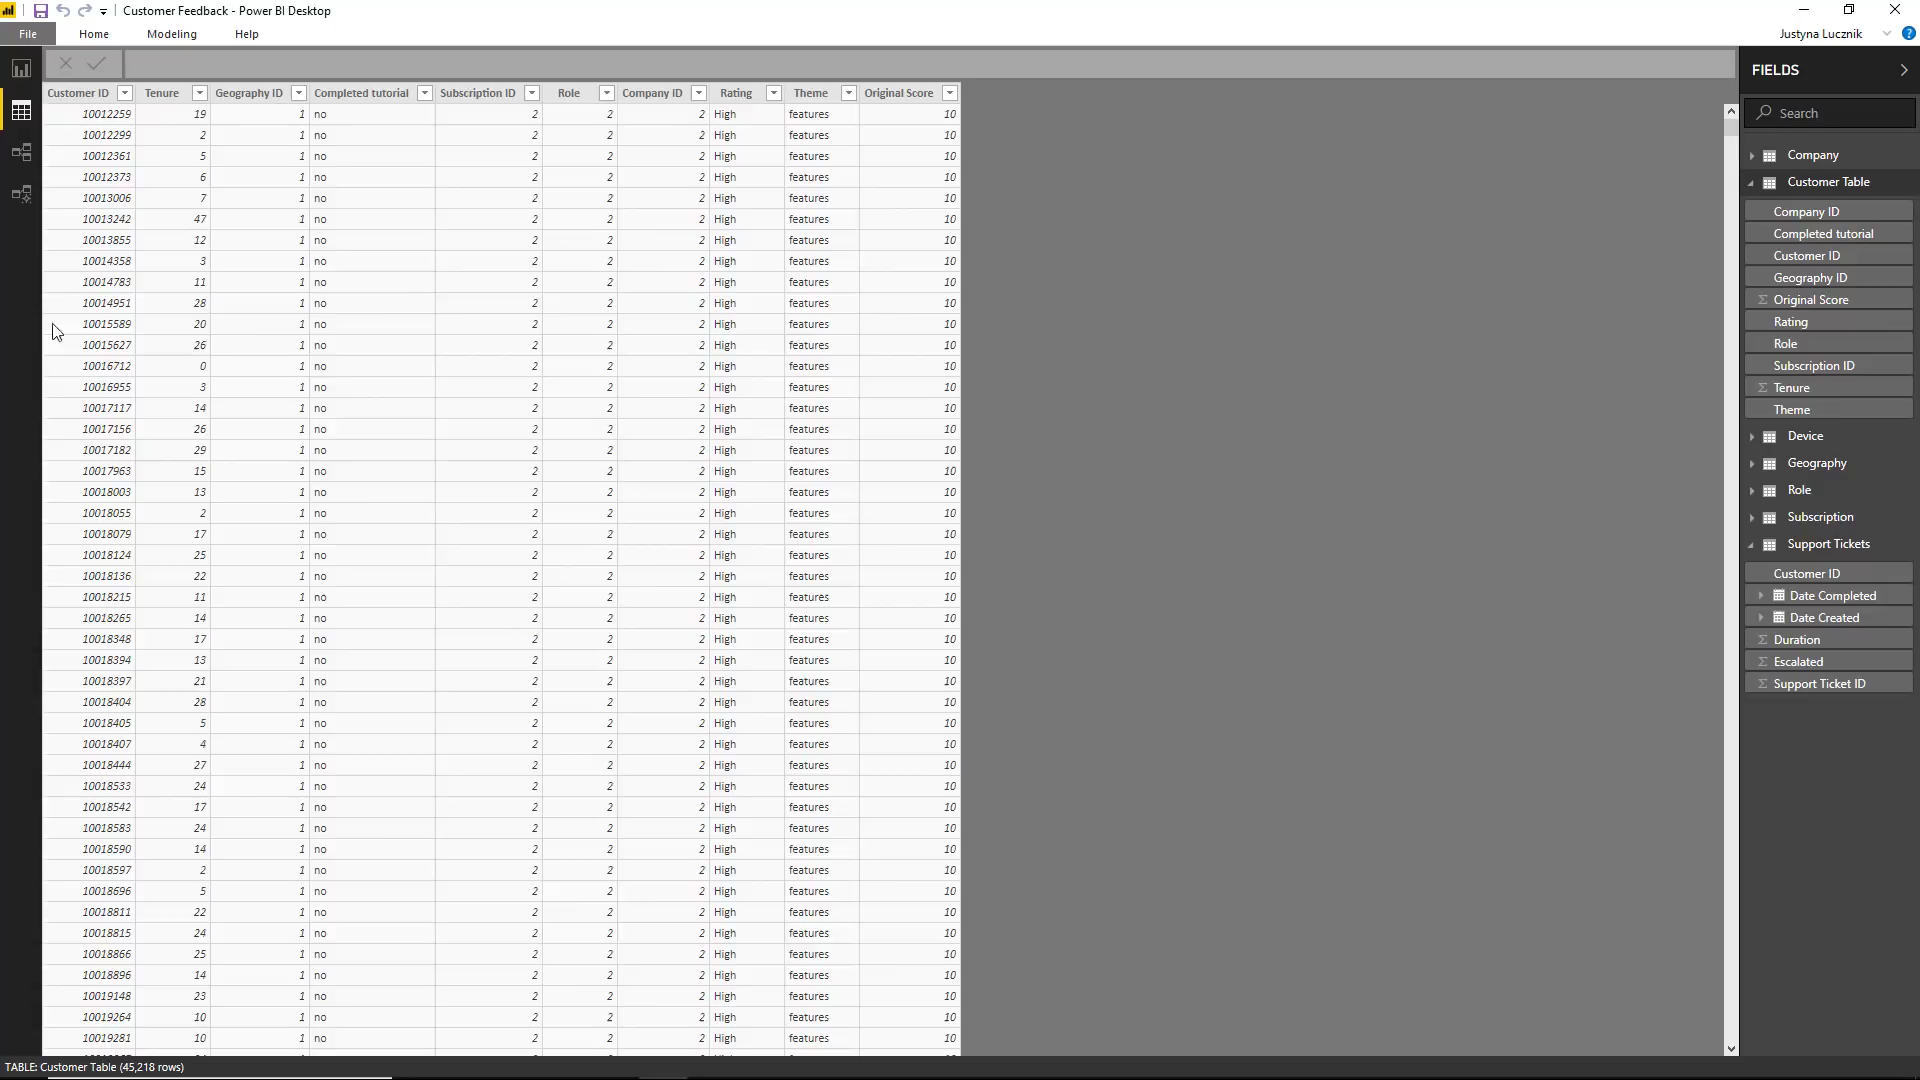 Customer Feedback - Power BI Desktop
File Home Modeling Help Justyna Lucznik ?
FIELDS
Customer ID Tenure Geography ID Completed tutorial Subscription ID Role Company ID Rating Theme Original Score
10012259 19 1 no 2 2 2 High features 10
10012299 2 1 no 2 2 2 High features 10
10012361 5 1 no 2 2 2 High features 10
10012373 6 1 no 2 2 2 High features 10
10013006 7 1 no 2 2 2 High features 10
10013242 47 1 no 2 2 2 High features 10
10013855 12 1 no 2 2 2 High features 10
10014358 3 1 no 2 2 2 High features 10
10014783 11 1 no 2 2 2 High features 10
10014951 28 1 no 2 2 2 High features 10
10015589 20 1 no 2 2 2 High features 10
10015627 26 1 no 2 2 2 High features 10
10016712 0 1 no 2 2 2 High features 10
10016955 3 1 no 2 2 2 High features 10
10017117 14 1 no 2 2 2 High features 10
10017156 26 1 no 2 2 2 High features 10
10017182 29 1 no 2 2 2 High features 10
10017963 15 1 no 2 2 2 High features 10
10018003 13 1 no 2 2 2 High features 10
10018055 2 1 no 2 2 2 High features 10
10018079 17 1 no 2 2 2 High features 10
10018124 25 1 no 2 2 2 High features 10
10018136 22 1 no 2 2 2 High features 10
10018215 11 1 no 2 2 2 High features 10
10018265 14 1 no 2 2 2 High features 10
10018348 17 1 no 2 2 2 High features 10
10018394 13 1 no 2 2 2 High features 10
10018397 21 1 no 2 2 2 High features 10
10018404 28 1 no 2 2 2 High features 10
10018405 5 1 no 2 2 2 High features 10
10018407 4 1 no 2 2 2 High features 10
10018444 27 1 no 2 2 2 High features 10
10018533 24 1 no 2 2 2 High features 10
10018542 17 1 no 2 2 2 High features 10
10018583 24 1 no 2 2 2 High features 10
10018590 14 1 no 2 2 2 High features 10
10018597 2 1 no 2 2 2 High features 10
10018696 5 1 no 2 2 2 High features 10
10018811 22 1 no 2 2 2 High features 10
10018815 24 1 no 2 2 2 High features 10
10018866 25 1 no 2 2 2 High features 10
10018896 14 1 no 2 2 2 High features 10
10019148 23 1 no 2 2 2 High features 10
10019264 10 1 no 2 2 2 High features 10
10019281 10 1 no 2 2 2 High features 10
Search
Company
Customer Table
Company ID
Completed tutorial
Customer ID
Geography ID
Σ Original Score
Rating
Role
Subscription ID
Σ Tenure
Theme
Device
Geography
Role
Subscription
Support Tickets
Customer ID
Date Completed
Date Created
Σ Duration
Σ Escalated
Σ Support Ticket ID
TABLE: Customer Table (45,218 rows)